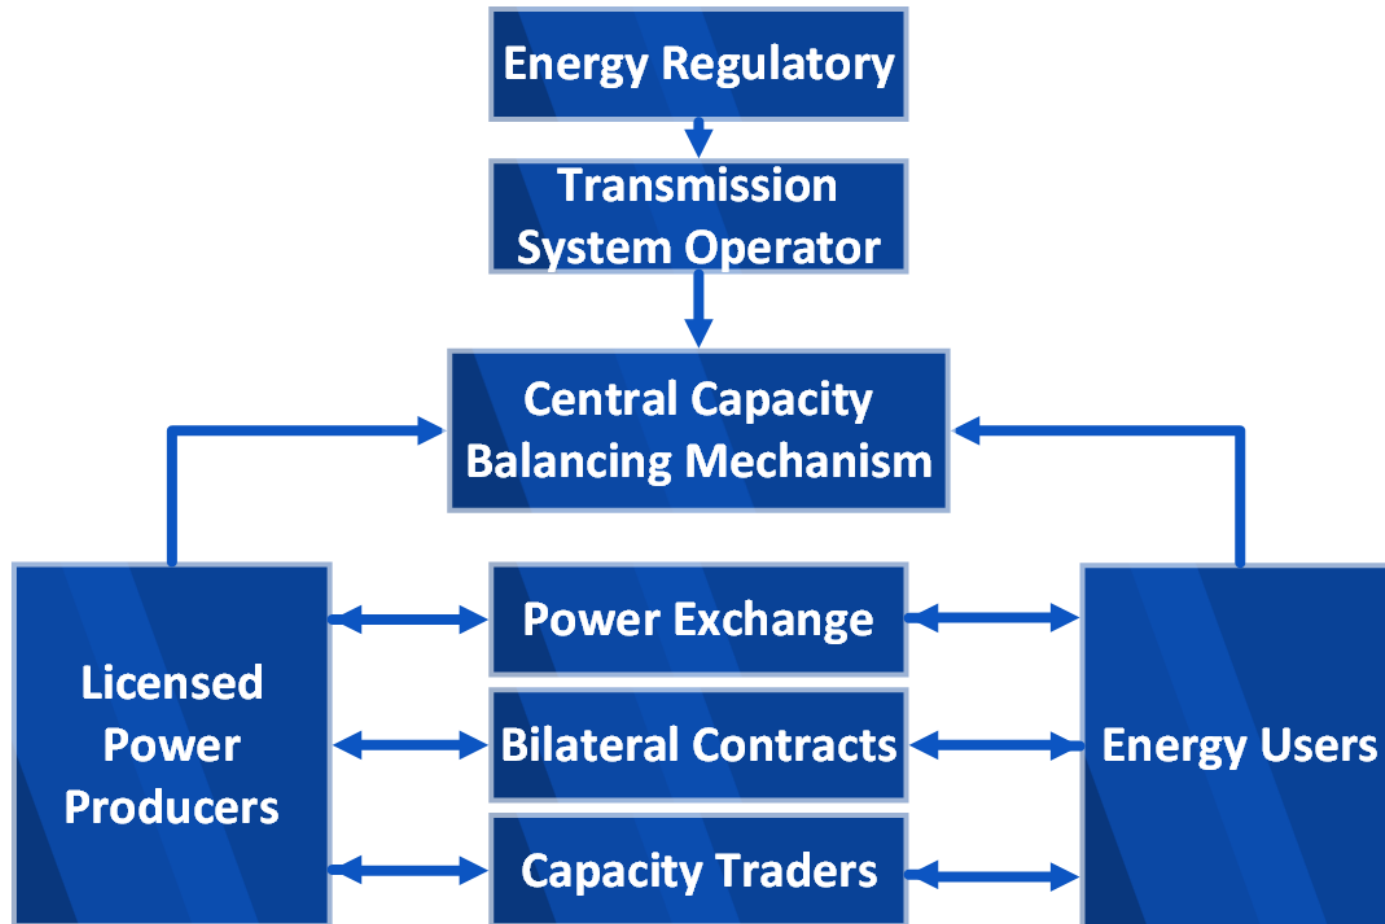 Energy Regulatory
Transmission
System Operator
Central Capacity
Balancing Mechanism
Licensed
Power
Producers
Power Exchange
Bilateral Contracts
Capacity Traders
Energy Users